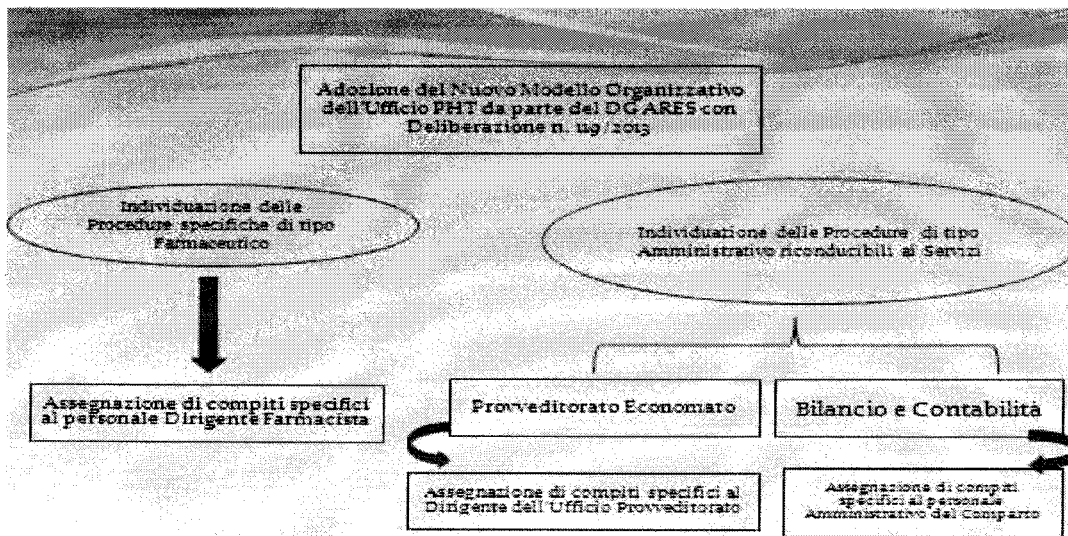 Adozione del Nuovo Modello Organizzativo
dell'Ufficio PHT da parte del DG ARES con
Deliberazione n. 119/2013
Individuazione delle
Procedure specifiche di tipo
Farmaceutico
Individuazione delle Procedure di tipo
Amministrativo riconducibili ai Servizi
Assegnazione di compiti specifici
al personale Dirigente Farmacista
Provveditorato Economato
Bilancio e Contabilità
Assegnazione di compiti specifici al
Dirigente dell Ufficio Provveditorato
Assegnazione di compiti
specifici al personale
Amministrativo del Comparto